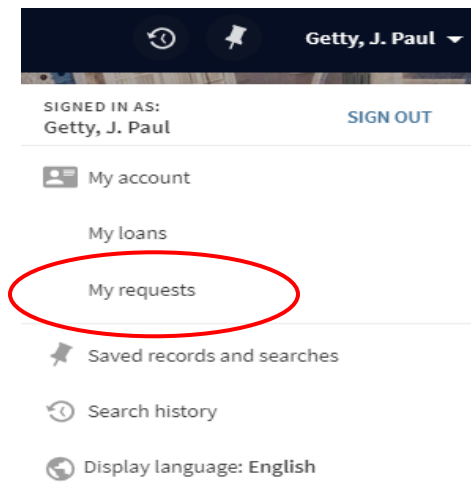 Getty, J. Paul
SIGNED IN AS:
Getty, J. Paul
SIGN OUT
My account
My loans
My requests
Saved records and searches
Search history
Display language: English